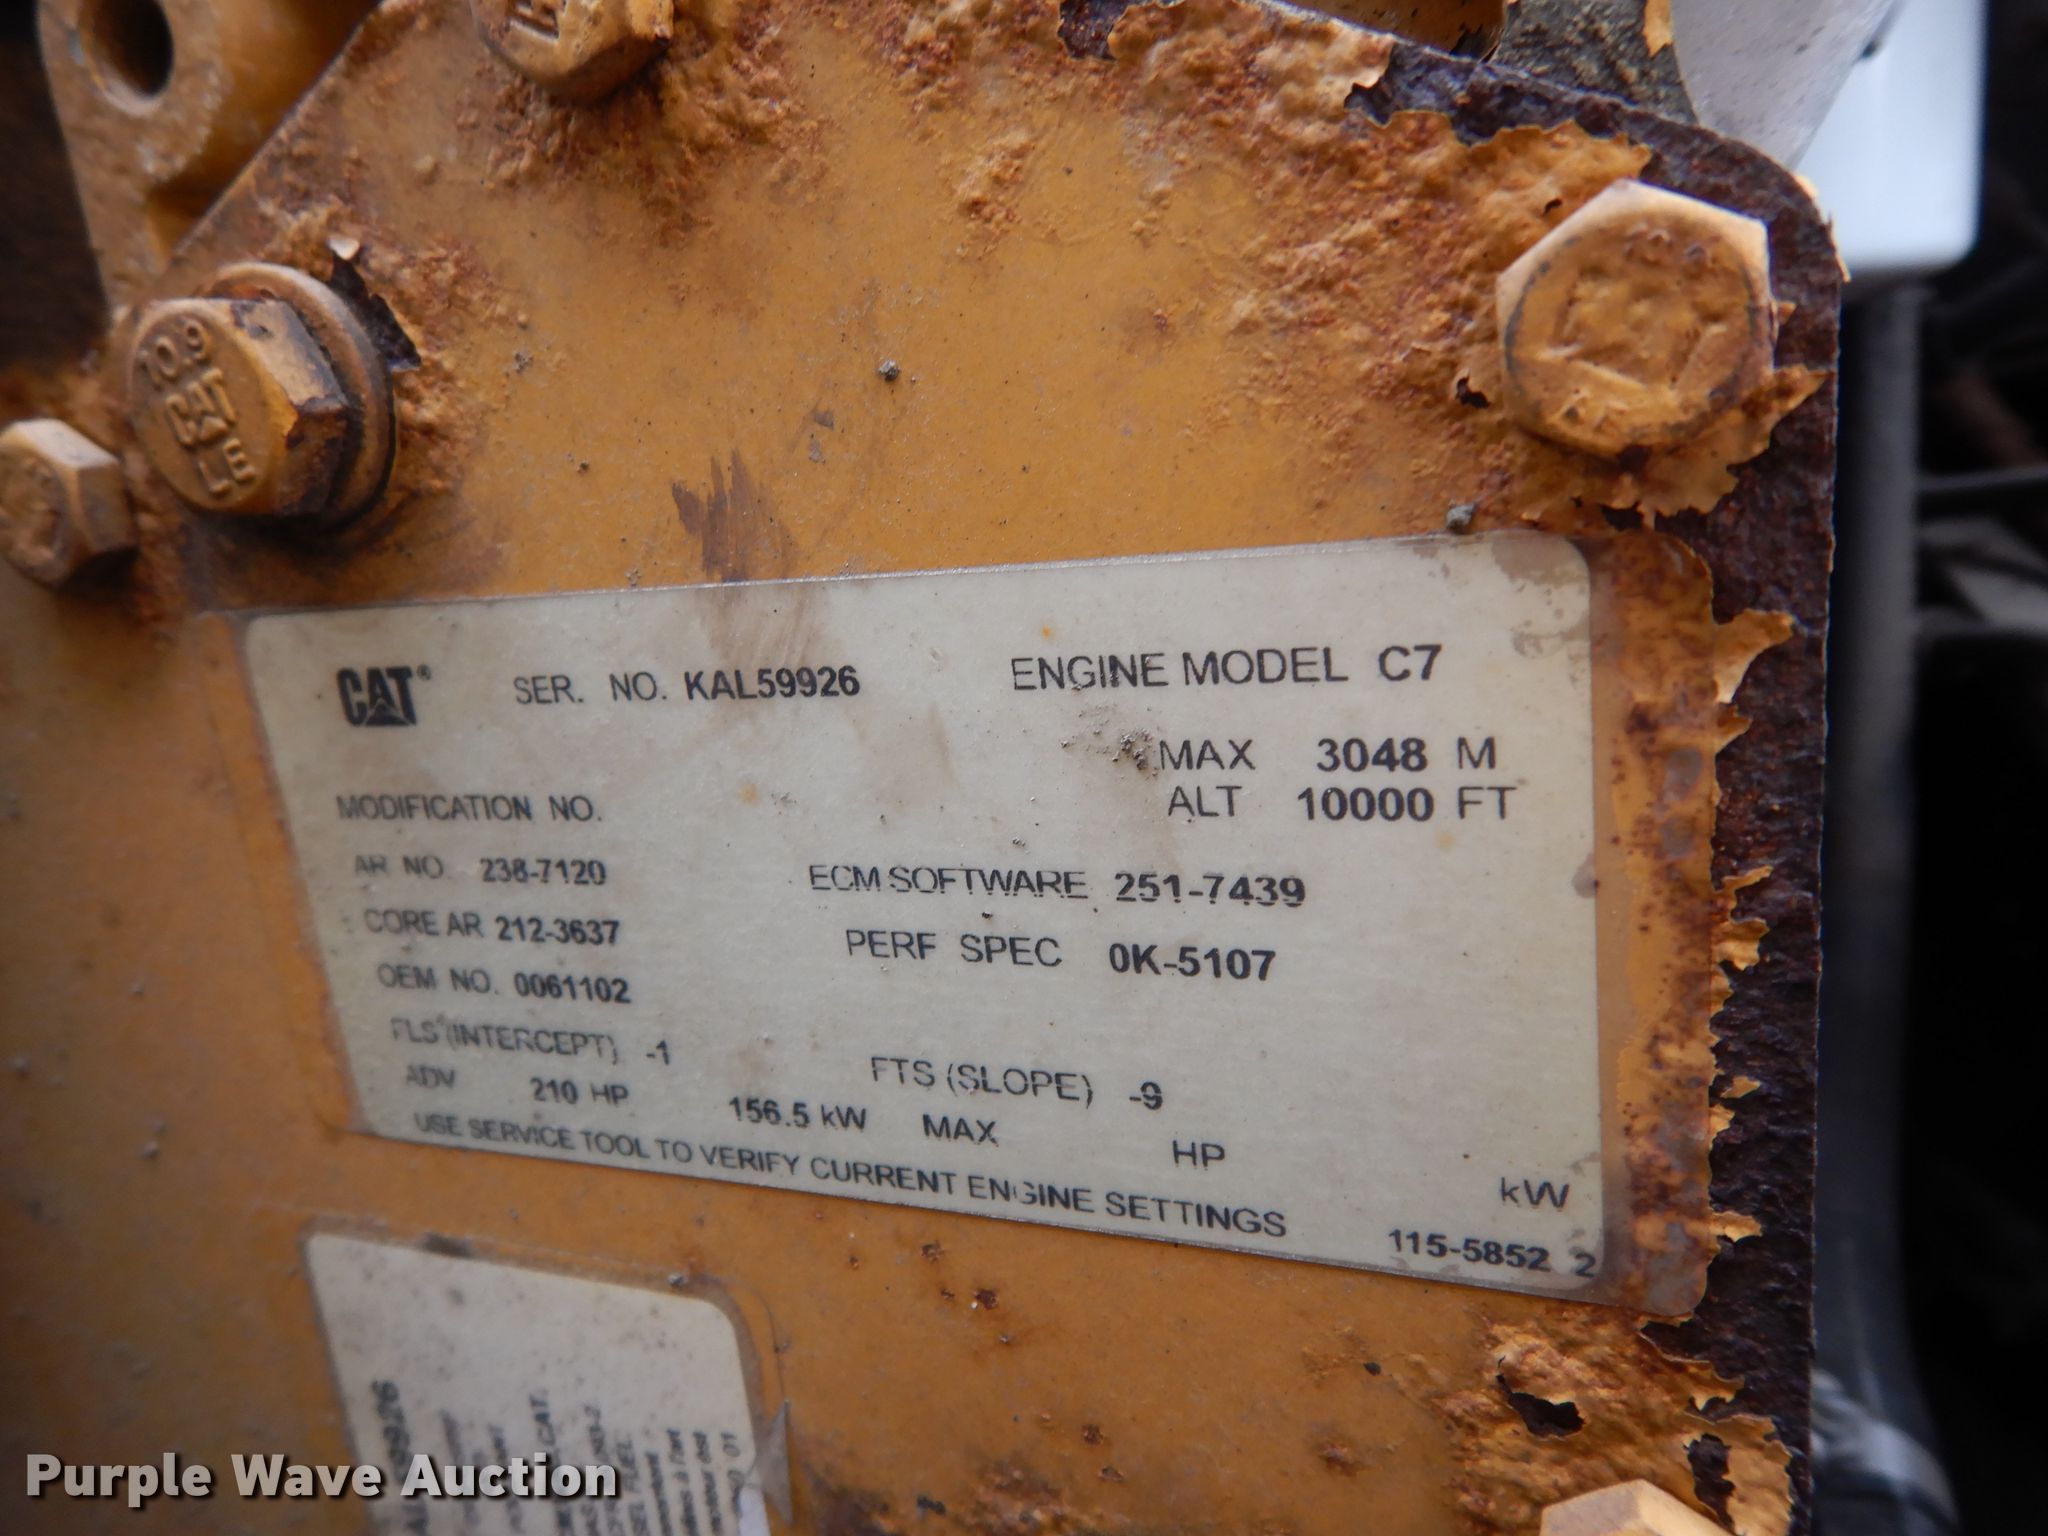 10.9
CAT® SER. NO. KAL59926 ENGINE MODEL C7
MAX 3048 M
ALT 10000 FT
MODIFICATION NO.
AR NO. 238-7120 ECM SOFTWARE 251-7439
CORE AR 212-3637 PERF SPEC 0K-5107
OEM NO. 0061102
FLS (INTERCEPT) -1 FTS (SLOPE) -9
ADV 210 HP 156.5 kW MAX HP kW
USE SERVICE TOOL TO VERIFY CURRENT ENGINE SETTINGS
115-5852 2
59926
CAT.
FUEL
01
Purple Wave Auction